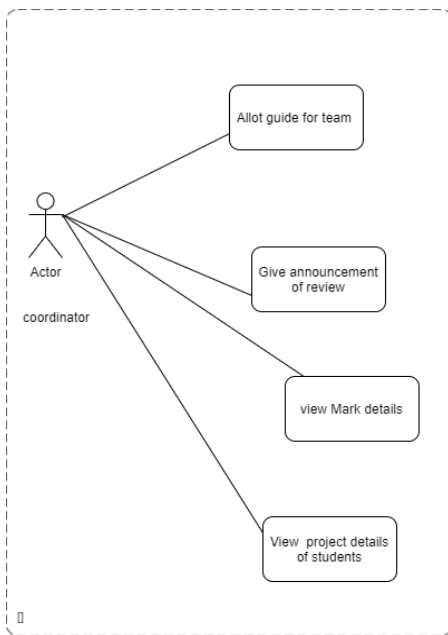 Allot guide for team
Actor
coordinator
Give announcement
of review
view Mark details
View project details
of students